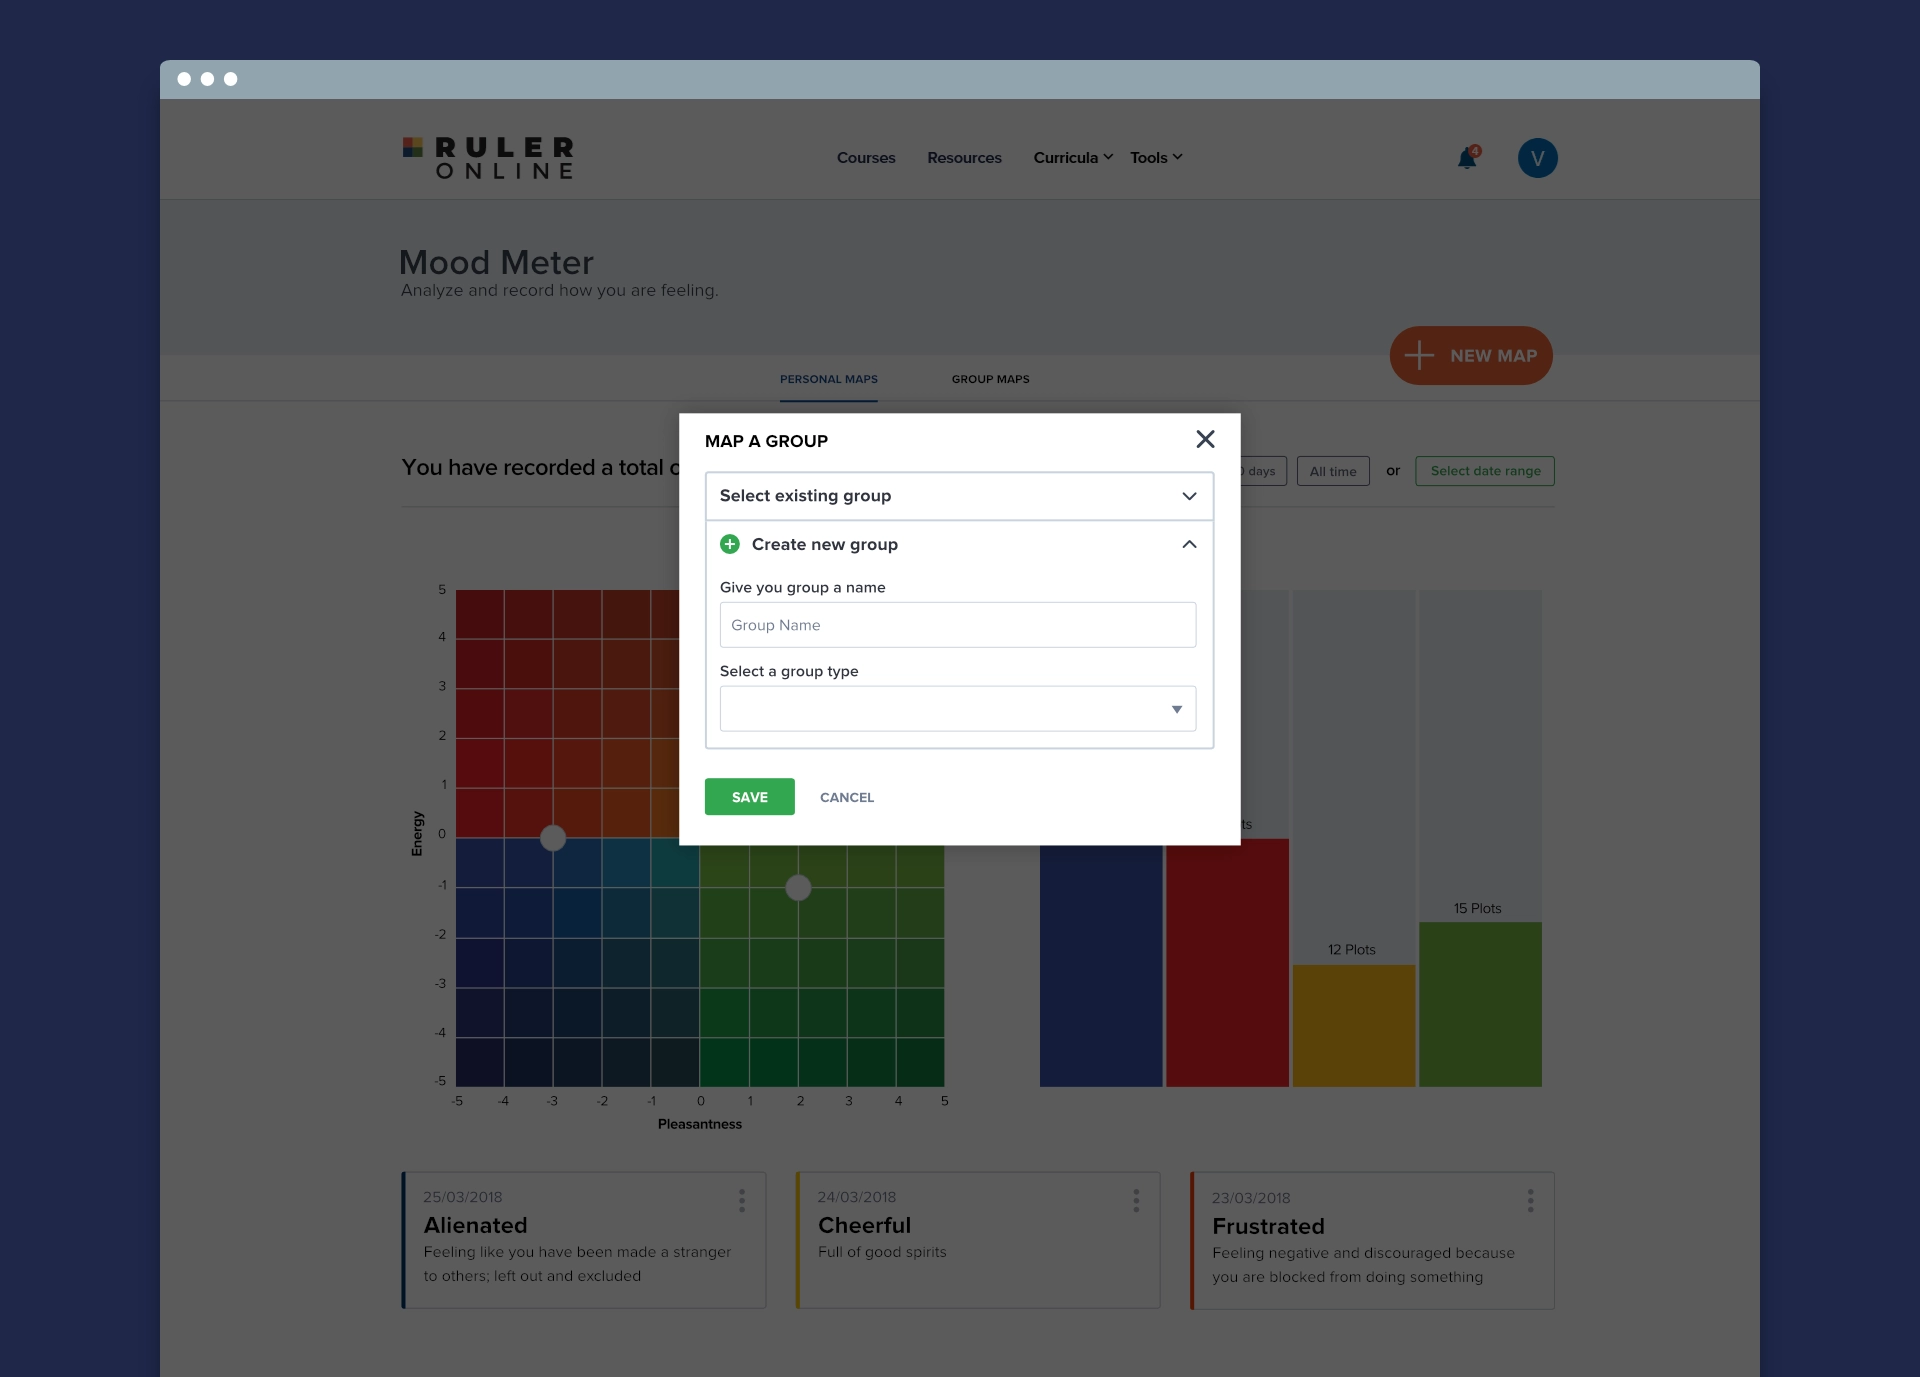 RULER
ONLINE
Courses Resources Curricula Tools
4
V
Mood Meter
Analyze and record how you are feeling.
NEW MAP
PERSONAL MAPS GROUP MAPS
You have recorded a total
days All time or Select date range
MAP A GROUP
Select existing group
Create new group
Give you group a name
Group Name
Select a group type
SAVE CANCEL
5
4
3
2
1
0
-1
-2
-3
-4
-5
Energy
-5 -4 -3 -2 -1 0 1 2 3 4 5
Pleasantness
15 Plots
12 Plots
25/03/2018
Alienated
Feeling like you have been made a stranger
to others; left out and excluded
24/03/2018
Cheerful
Full of good spirits
23/03/2018
Frustrated
Feeling negative and discouraged because
you are blocked from doing something